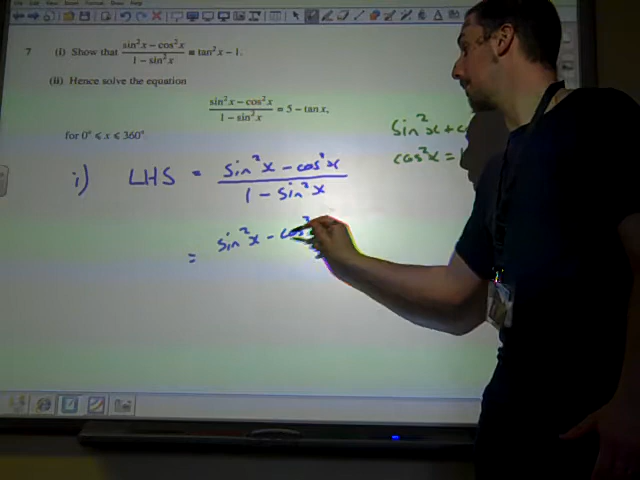 7 (i) Show that (sin²x − cos²x)/(1 − sin²x) ≡ tan²x − 1.
(ii) Hence solve the equation
(sin²x − cos²x)/(1 − sin²x) = 5 − tan x,
for 0° ⩽ x ⩽ 360°
sin²x + c
cos²x =
i) LHS = (sin²x − cos²x)/(1 − sin²x)
= sin²x − cos²